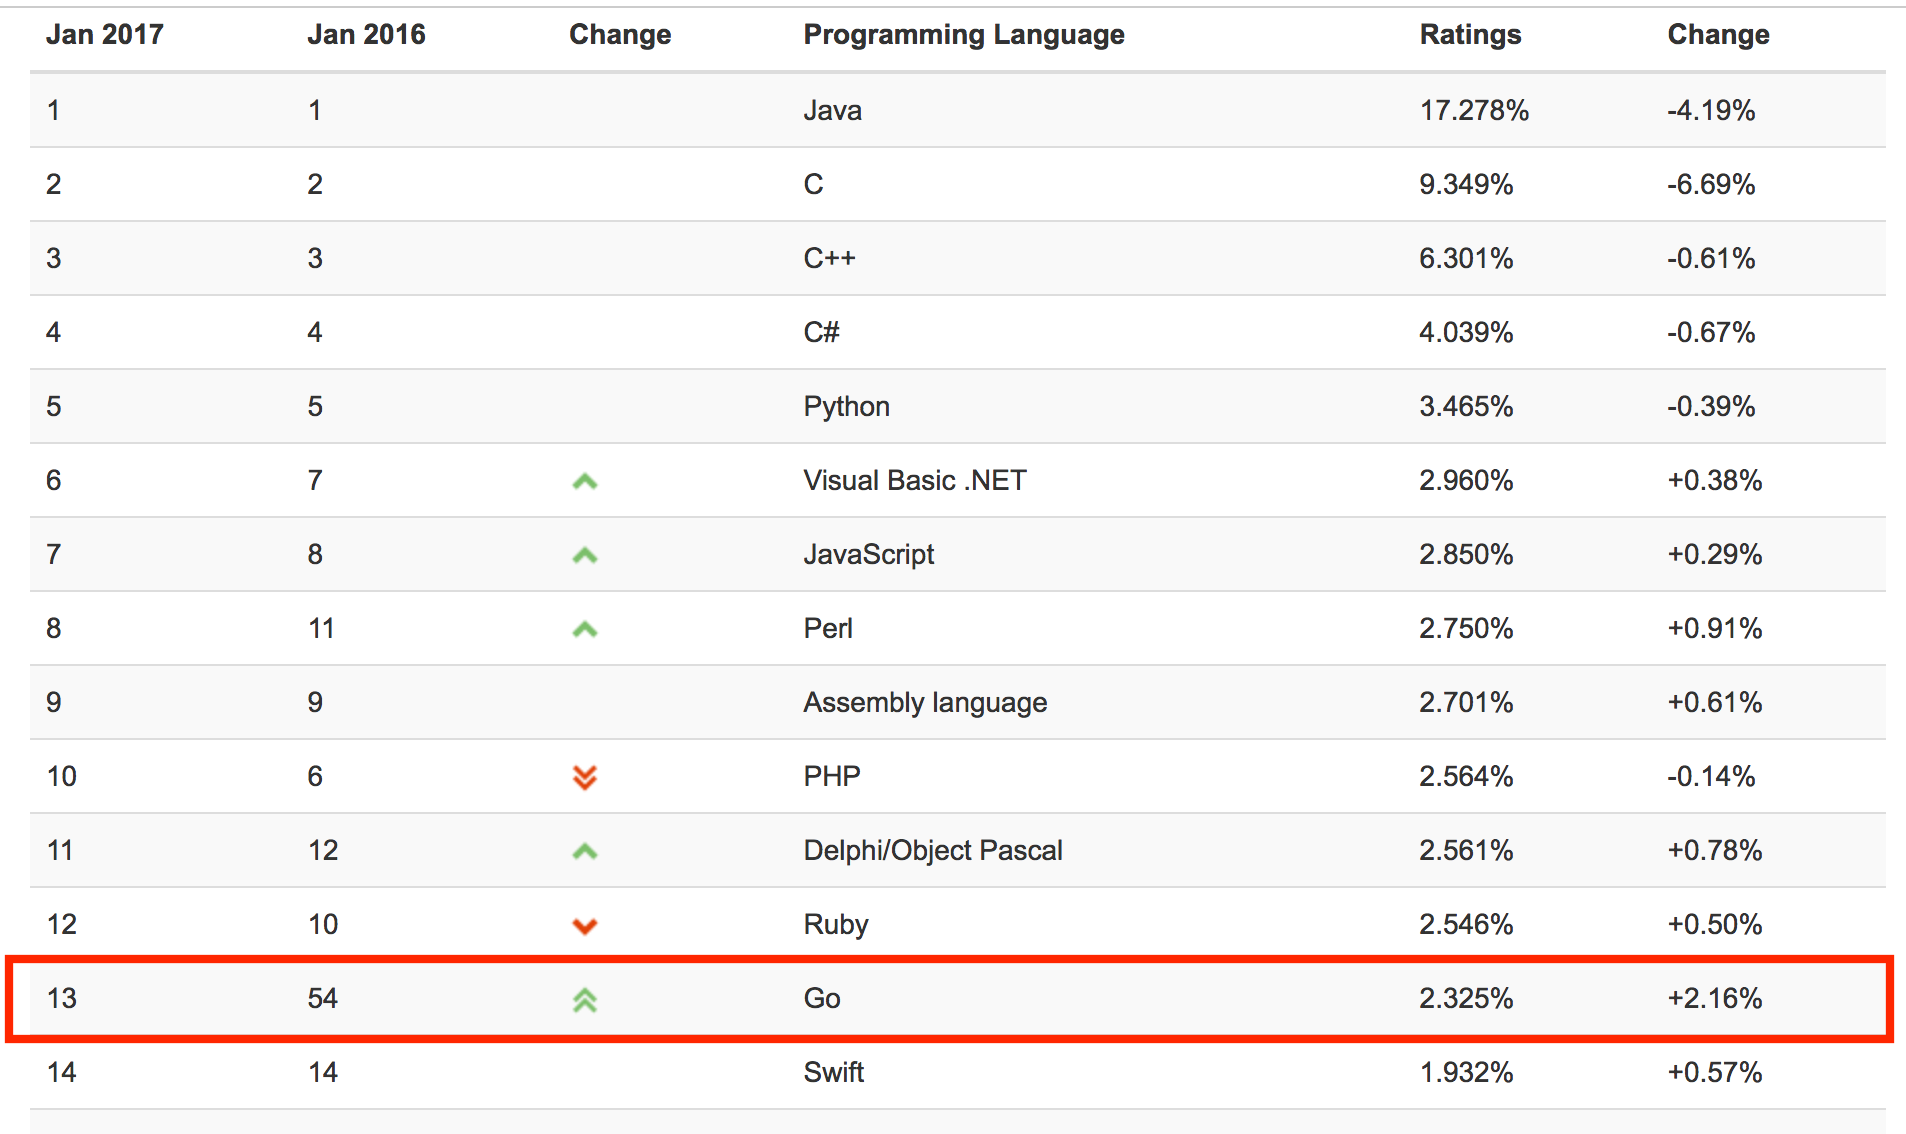 Jan 2017 Jan 2016 Change Programming Language Ratings Change
1 1 Java 17.278% -4.19%
2 2 C 9.349% -6.69%
3 3 C++ 6.301% -0.61%
4 4 C# 4.039% -0.67%
5 5 Python 3.465% -0.39%
6 7 Visual Basic .NET 2.960% +0.38%
7 8 JavaScript 2.850% +0.29%
8 11 Perl 2.750% +0.91%
9 9 Assembly language 2.701% +0.61%
10 6 PHP 2.564% -0.14%
11 12 Delphi/Object Pascal 2.561% +0.78%
12 10 Ruby 2.546% +0.50%
13 54 Go 2.325% +2.16%
14 14 Swift 1.932% +0.57%